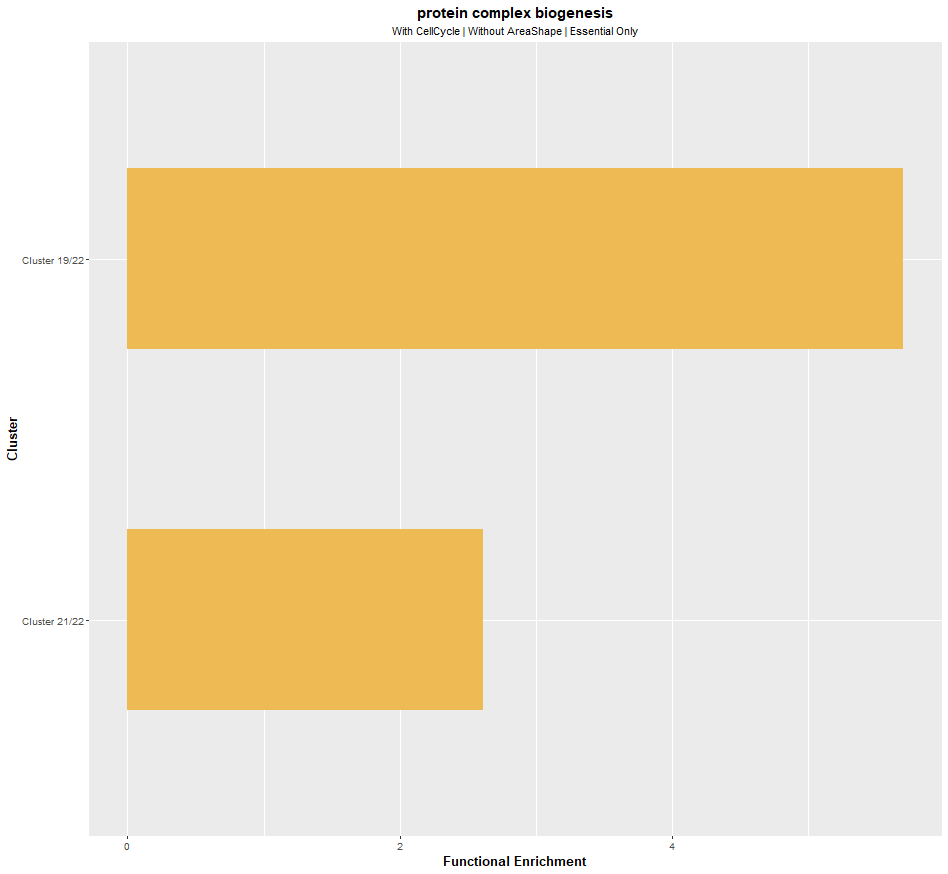 protein complex biogenesis
With CellCycle | Without AreaShape | Essential Only
Cluster
Cluster 19/22
Cluster 21/22
0 2 4
Functional Enrichment